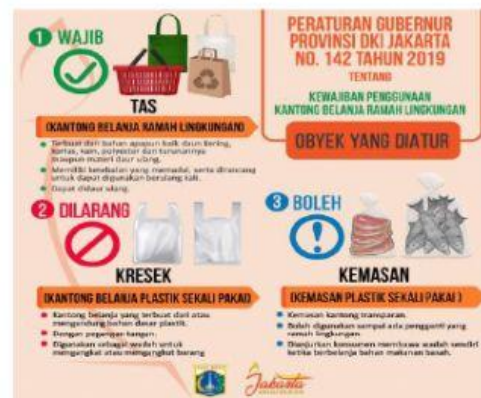 1 WAJIB
TAS
(KANTONG BELANJA RAMAH LINGKUNGAN)
Terbuat dari bahan apapun baik daun kering,
kertas, kain, polyester dan turunannya
maupun materi daur ulang.
Memiliki ketebalan yang memadai, serta dirancang
untuk dapat digunakan berulang kali.
Dapat didaur ulang.
PERATURAN GUBERNUR
PROVINSI DKI JAKARTA
NO. 142 TAHUN 2019
TENTANG
KEWAJIBAN PENGGUNAAN
KANTONG BELANJA RAMAH LINGKUNGAN
OBYEK YANG DIATUR
2 DILARANG
KRESEK
(KANTONG BELANJA PLASTIK SEKALI PAKAI)
Kantong belanja yang terbuat dari atau
mengandung bahan dasar plastik.
Dengan pegangan tangan.
Digunakan sebagai wadah untuk
mengangkat atau mengangkut barang
3 BOLEH
KEMASAN
(KEMASAN PLASTIK SEKALI PAKAI )
Kemasan kantong transparan.
Boleh digunakan sampai ada pengganti yang
ramah lingkungan.
Dianjurkan konsumen membawa wadah sendiri
ketika berbelanja bahan makanan basah.
Jakarta